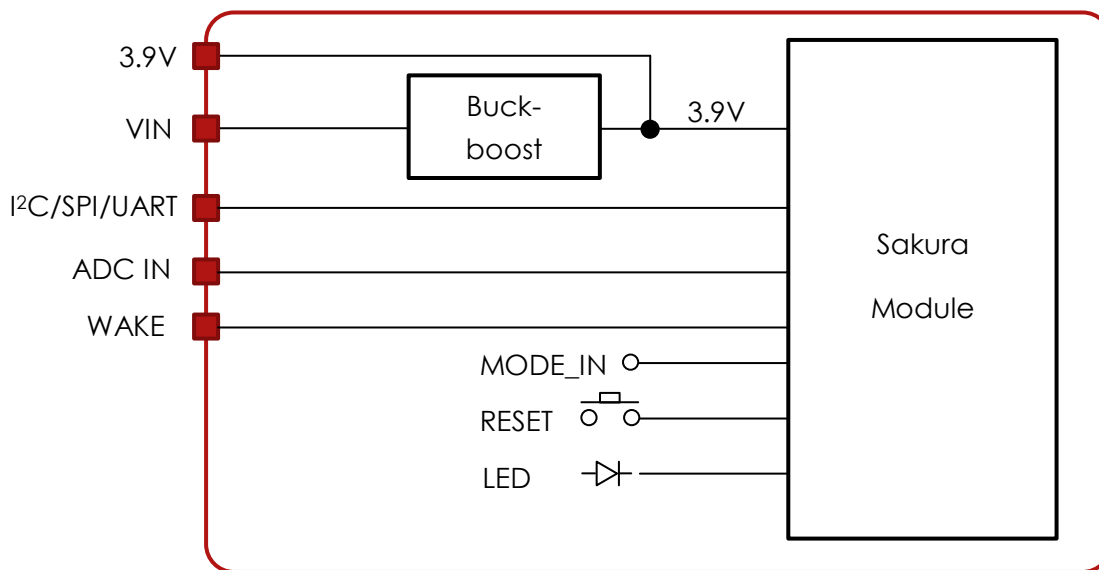 3.9V
VIN
Buck-
boost
3.9V
I²C/SPI/UART
ADC IN
WAKE
Sakura
Module
MODE_IN
RESET
LED